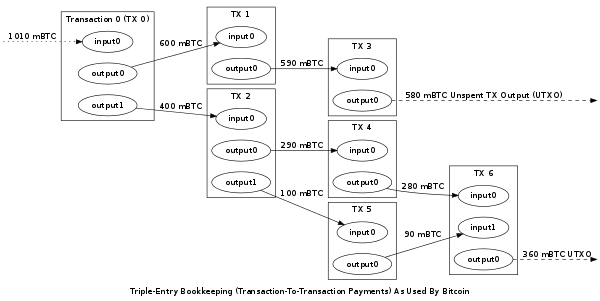 Transaction 0 (TX 0)
1010 mBTC
input0
output0
output1
600 mBTC
400 mBTC
TX 1
input0
output0
590 mBTC
TX 2
input0
output0
output1
290 mBTC
100 mBTC
TX 3
input0
output0
580 mBTC Unspent TX Output (UTXO)
TX 4
input0
output0
280 mBTC
TX 5
input0
output0
90 mBTC
TX 6
input0
input1
output0
360 mBTC UTXO
Triple-Entry Bookkeeping (Transaction-To-Transaction Payments) As Used By Bitcoin